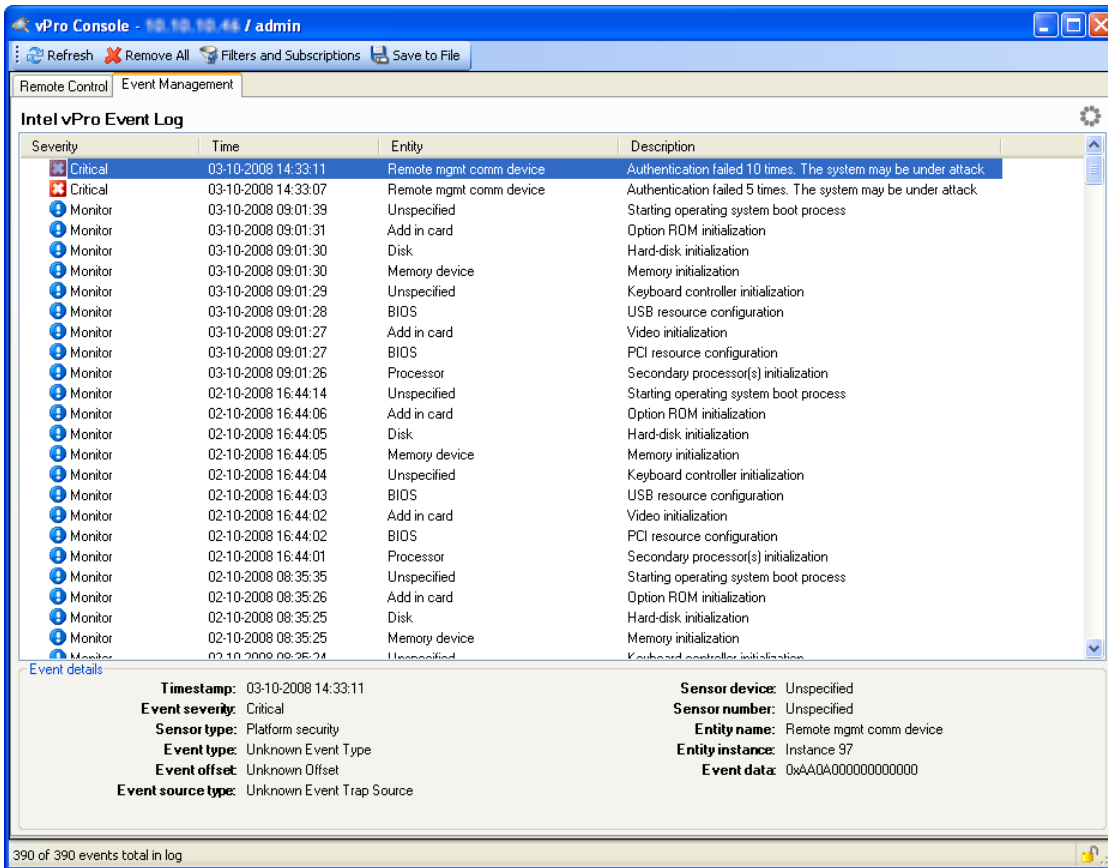 vPro Console - / admin
Refresh Remove All Filters and Subscriptions Save to File
Remote Control Event Management
Intel vPro Event Log
Severity Time Entity Description
Critical 03-10-2008 14:33:11 Remote mgmt comm device Authentication failed 10 times. The system may be under attack
Critical 03-10-2008 14:33:07 Remote mgmt comm device Authentication failed 5 times. The system may be under attack
Monitor 03-10-2008 09:01:39 Unspecified Starting operating system boot process
Monitor 03-10-2008 09:01:31 Add in card Option ROM initialization
Monitor 03-10-2008 09:01:30 Disk Hard-disk initialization
Monitor 03-10-2008 09:01:30 Memory device Memory initialization
Monitor 03-10-2008 09:01:29 Unspecified Keyboard controller initialization
Monitor 03-10-2008 09:01:28 BIOS USB resource configuration
Monitor 03-10-2008 09:01:27 Add in card Video initialization
Monitor 03-10-2008 09:01:27 BIOS PCI resource configuration
Monitor 03-10-2008 09:01:26 Processor Secondary processor(s) initialization
Monitor 02-10-2008 16:44:14 Unspecified Starting operating system boot process
Monitor 02-10-2008 16:44:06 Add in card Option ROM initialization
Monitor 02-10-2008 16:44:05 Disk Hard-disk initialization
Monitor 02-10-2008 16:44:05 Memory device Memory initialization
Monitor 02-10-2008 16:44:04 Unspecified Keyboard controller initialization
Monitor 02-10-2008 16:44:03 BIOS USB resource configuration
Monitor 02-10-2008 16:44:02 Add in card Video initialization
Monitor 02-10-2008 16:44:02 BIOS PCI resource configuration
Monitor 02-10-2008 16:44:01 Processor Secondary processor(s) initialization
Monitor 02-10-2008 08:35:35 Unspecified Starting operating system boot process
Monitor 02-10-2008 08:35:26 Add in card Option ROM initialization
Monitor 02-10-2008 08:35:25 Disk Hard-disk initialization
Monitor 02-10-2008 08:35:25 Memory device Memory initialization
Monitor 02-10-2008 08:35:24 Unspecified Keyboard controller initialization
Event details
Timestamp: 03-10-2008 14:33:11 Sensor device: Unspecified
Event severity: Critical Sensor number: Unspecified
Sensor type: Platform security Entity name: Remote mgmt comm device
Event type: Unknown Event Type Entity instance: Instance 97
Event offset: Unknown Offset Event data: 0xAA0A000000000000
Event source type: Unknown Event Trap Source
390 of 390 events total in log